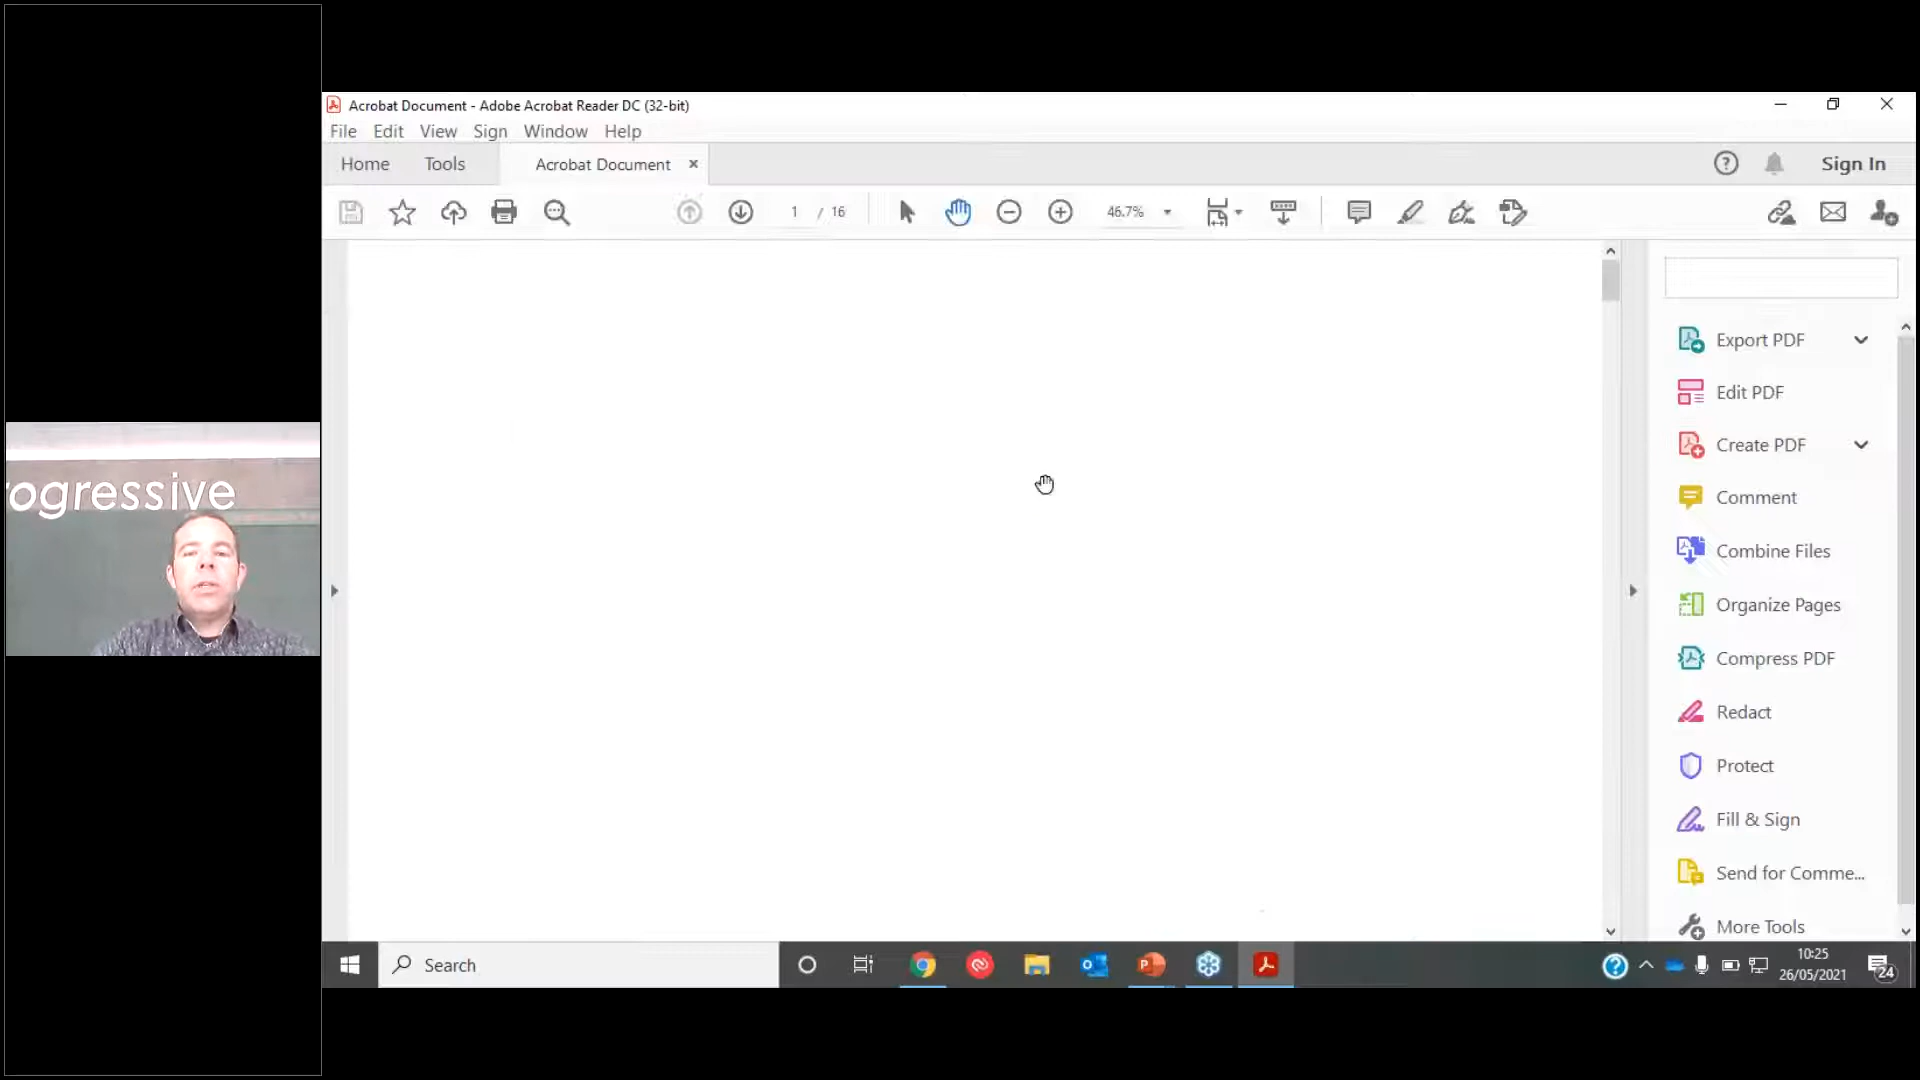 Acrobat Document - Adobe Acrobat Reader DC (32-bit)
File Edit View Sign Window Help
Home Tools Acrobat Document
Sign In
1 / 16
46.7%
Export PDF
Edit PDF
Create PDF
Comment
Combine Files
Organize Pages
Compress PDF
Redact
Protect
Fill & Sign
Send for Comme...
More Tools
rogressive
Search
10:25
26/05/2021
24